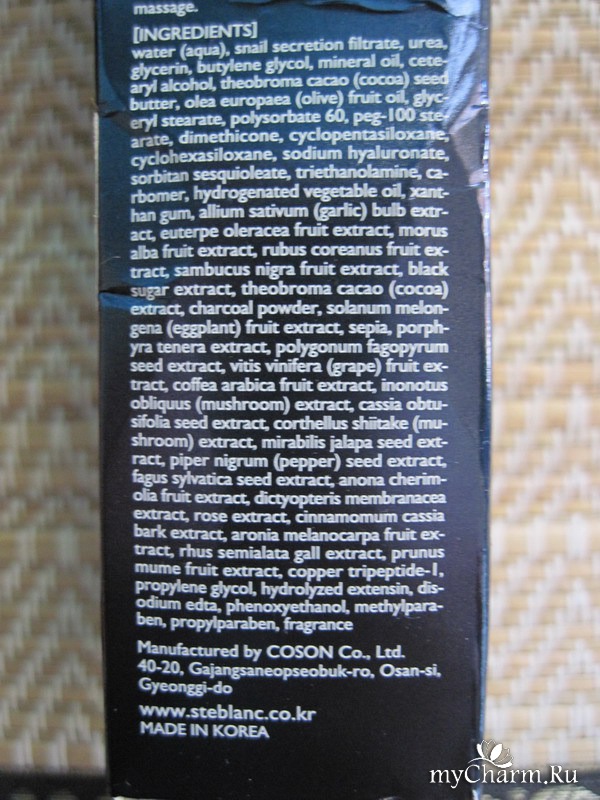 massage.
[INGREDIENTS]
water (aqua), snail secretion filtrate, urea,
glycerin, butylene glycol, mineral oil, cete-
aryl alcohol, theobroma cacao (cocoa) seed
butter, olea europaea (olive) fruit oil, glyc-
eryl stearate, polysorbate 60, peg-100 ste-
arate, dimethicone, cyclopentasiloxane,
cyclohexasiloxane, sodium hyaluronate,
sorbitan sesquioleate, triethanolamine, ca-
rbomer, hydrogenated vegetable oil, xant-
han gum, allium sativum (garlic) bulb extr-
act, euterpe oleracea fruit extract, morus
alba fruit extract, rubus coreanus fruit ex-
tract, sambucus nigra fruit extract, black
sugar extract, theobroma cacao (cocoa)
extract, charcoal powder, solanum melon-
gena (eggplant) fruit extract, sepia, porph-
yra tenera extract, polygonum fagopyrum
seed extract, vitis vinifera (grape) fruit ex-
tract, coffea arabica fruit extract, inonotus
obliquus (mushroom) extract, cassia obtu-
sifolia seed extract, corthellus shiitake (mu-
shroom) extract, mirabilis jalapa seed ext-
ract, piper nigrum (pepper) seed extract,
fagus sylvatica seed extract, anona cherim-
olia fruit extract, dictyopteris membranacea
extract, rose extract, cinnamomum cassia
bark extract, aronia melanocarpa fruit ex-
tract, rhus semialata gall extract, prunus
mume fruit extract, copper tripeptide-1,
propylene glycol, hydrolyzed extensin, dis-
odium edta, phenoxyethanol, methylpara-
ben, propylparaben, fragrance
Manufactured by COSON Co., Ltd.
40-20, Gajangsaneopseobuk-ro, Osan-si,
Gyeonggi-do
www.steblanc.co.kr
MADE IN KOREA
myCharm.Ru